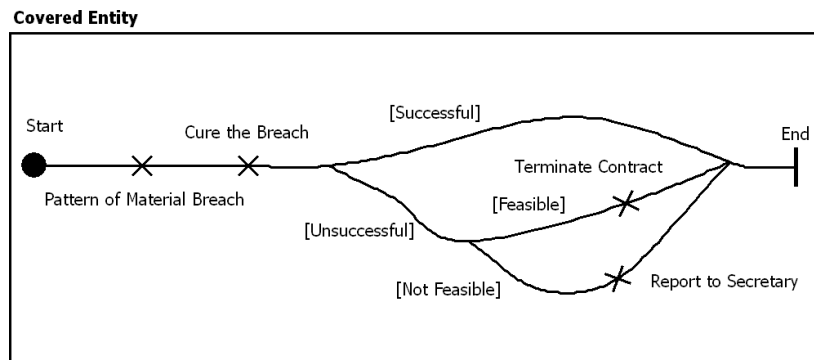 Covered Entity
[Successful]
Start
Cure the Breach
End
Terminate Contract
Pattern of Material Breach
[Feasible]
[Unsuccessful]
[Not Feasible]
Report to Secretary